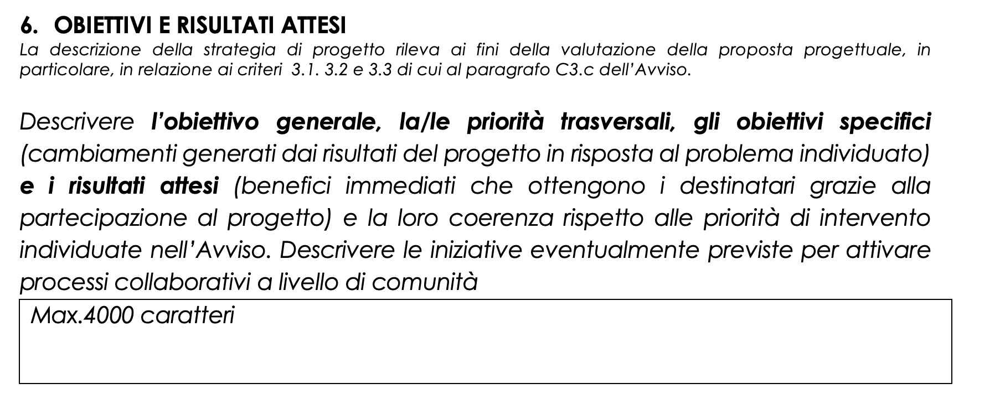 6. OBIETTIVI E RISULTATI ATTESI
La descrizione della strategia di progetto rileva ai fini della valutazione della proposta progettuale, in
particolare, in relazione ai criteri 3.1. 3.2 e 3.3 di cui al paragrafo C3.c dell’Avviso.
Descrivere l’obiettivo generale, la/le priorità trasversali, gli obiettivi specifici
(cambiamenti generati dai risultati del progetto in risposta al problema individuato)
e i risultati attesi (benefici immediati che ottengono i destinatari grazie alla
partecipazione al progetto) e la loro coerenza rispetto alle priorità di intervento
individuate nell’Avviso. Descrivere le iniziative eventualmente previste per attivare
processi collaborativi a livello di comunità
Max.4000 caratteri